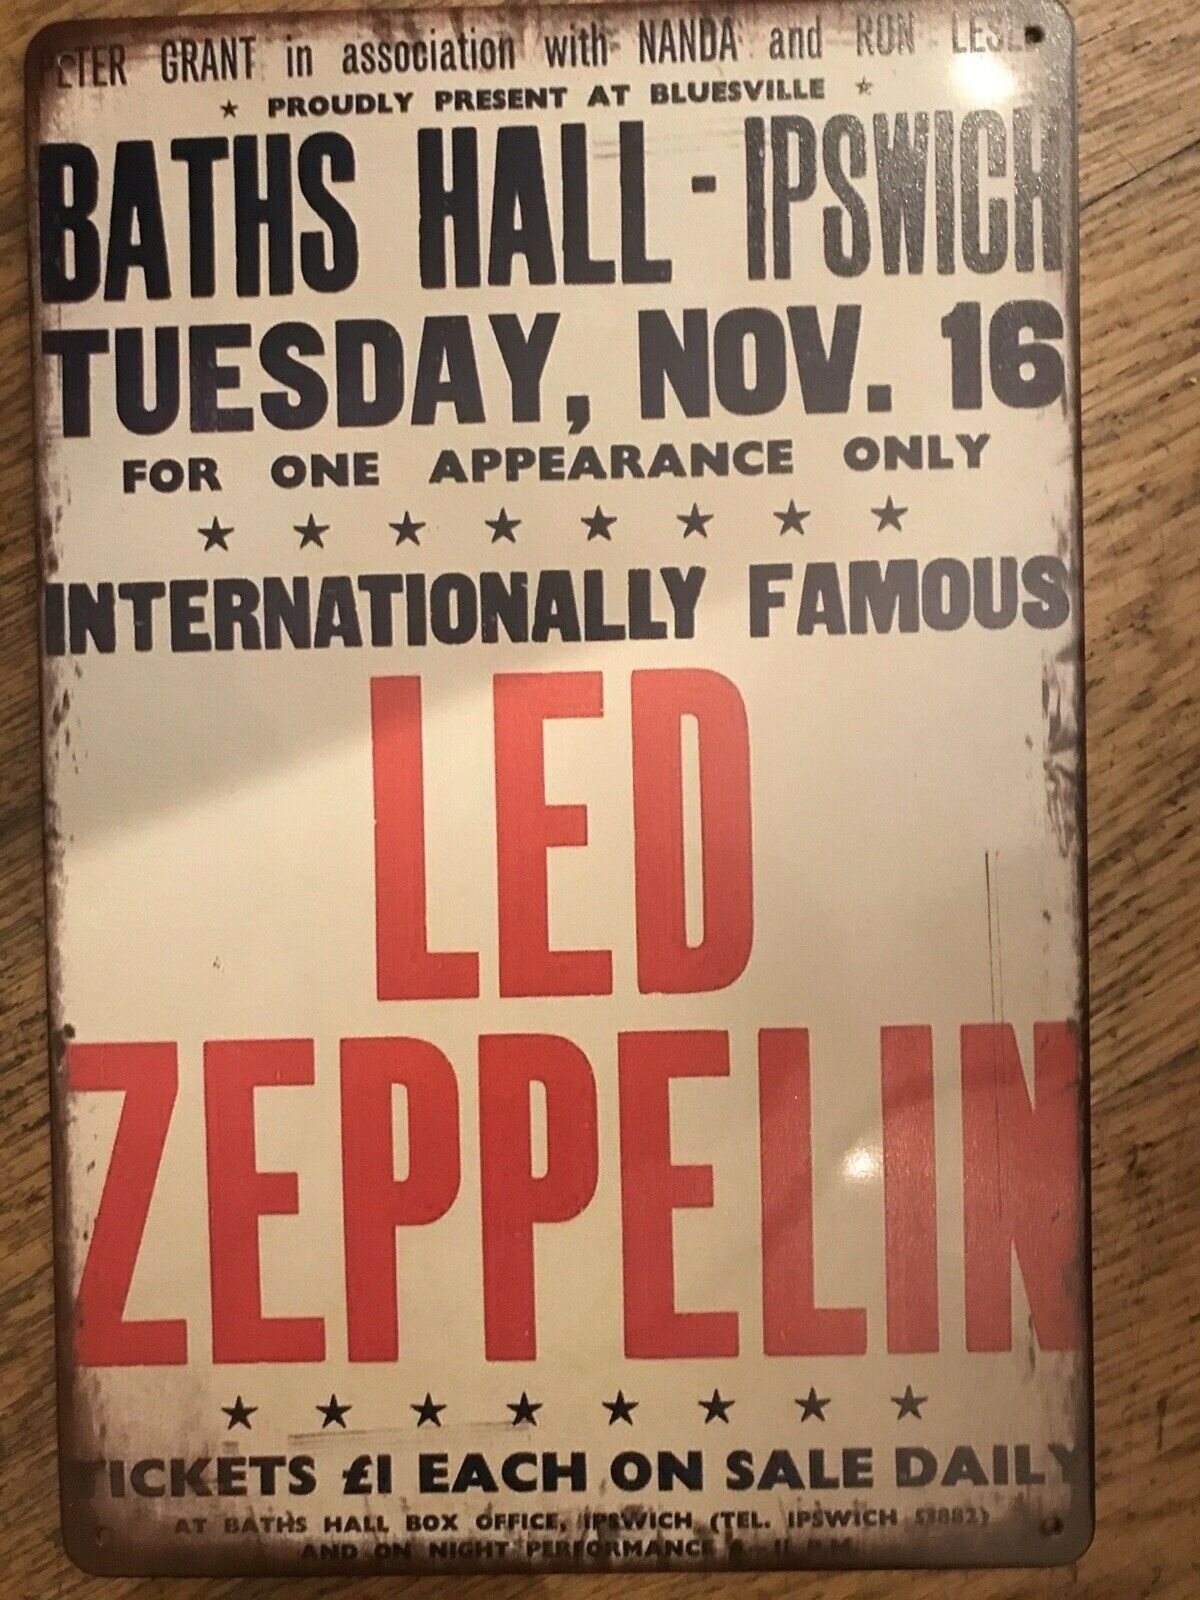 PETER GRANT in association with NANDA and RON LESLIE
★ PROUDLY PRESENT AT BLUESVILLE ★
BATHS HALL - IPSWICH
TUESDAY, NOV. 16
FOR ONE APPEARANCE ONLY
★ ★ ★ ★ ★ ★ ★ ★
INTERNATIONALLY FAMOUS
LED
ZEPPELIN
★ ★ ★ ★ ★ ★ ★ ★
TICKETS £1 EACH ON SALE DAILY
AT BATHS HALL BOX OFFICE, IPSWICH (TEL. IPSWICH 53882)
AND ON NIGHT PERFORMANCE 11 P.M.